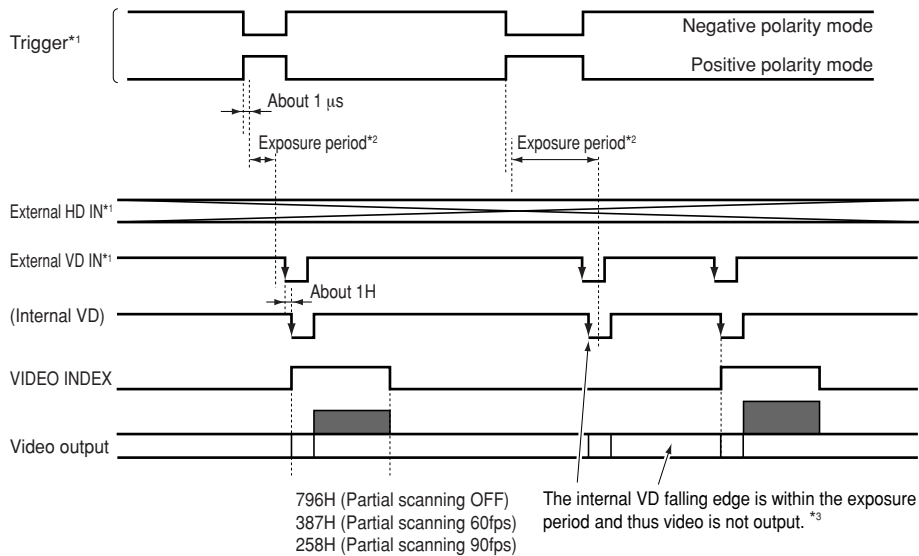 Negative polarity mode
Trigger*1
Positive polarity mode
About 1 μs
Exposure period*2
Exposure period*2
External HD IN*1
External VD IN*1
About 1H
(Internal VD)
VIDEO INDEX
Video output
796H (Partial scanning OFF)
387H (Partial scanning 60fps)
258H (Partial scanning 90fps)
The internal VD falling edge is within the exposure
period and thus video is not output. *3